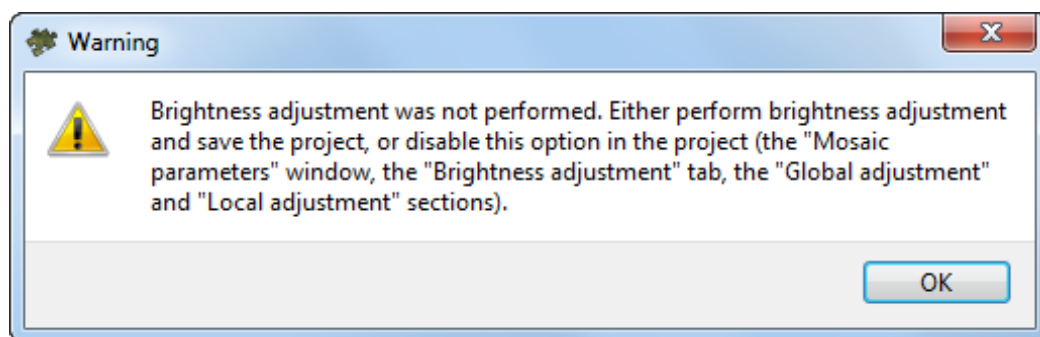 Warning
Brightness adjustment was not performed. Either perform brightness adjustment
and save the project, or disable this option in the project (the "Mosaic
parameters" window, the "Brightness adjustment" tab, the "Global adjustment"
and "Local adjustment" sections).
OK